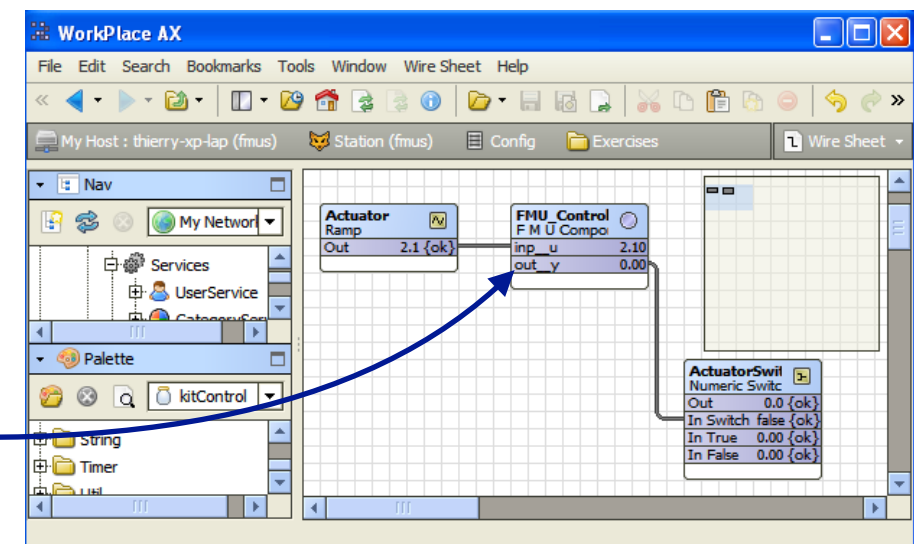 WorkPlace AX
File Edit Search Bookmarks Tools Window Wire Sheet Help
My Host : thierry-xp-lap (fmus) Station (fmus) Config Exercises Wire Sheet
Nav
My Networl
Services
UserService
CategoryServ
Palette
kitControl
String
Timer
Util
Actuator
Ramp
Out 2.1 {ok}
FMU_Control
F M U Compo
inp__u 2.10
out__y 0.00
ActuatorSwit
Numeric Switc
Out 0.0 {ok}
In Switch false {ok}
In True 0.00 {ok}
In False 0.00 {ok}